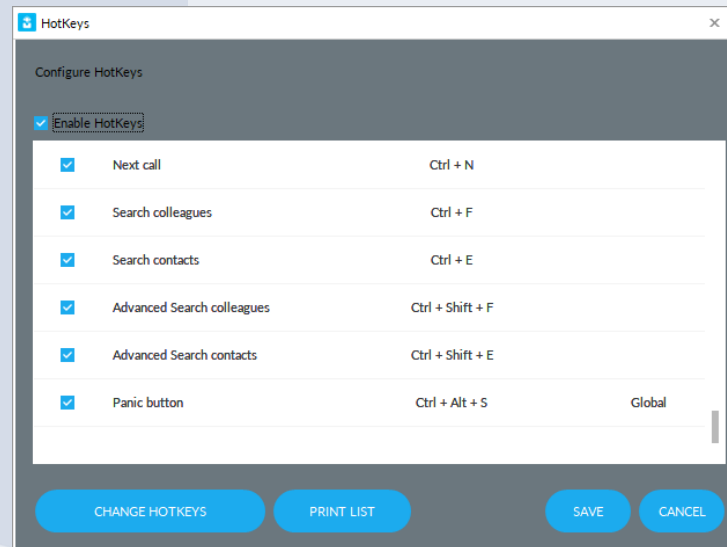 HotKeys
Configure HotKeys
Enable HotKeys
Next call Ctrl + N
Search colleagues Ctrl + F
Search contacts Ctrl + E
Advanced Search colleagues Ctrl + Shift + F
Advanced Search contacts Ctrl + Shift + E
Panic button Ctrl + Alt + S Global
CHANGE HOTKEYS PRINT LIST SAVE CANCEL